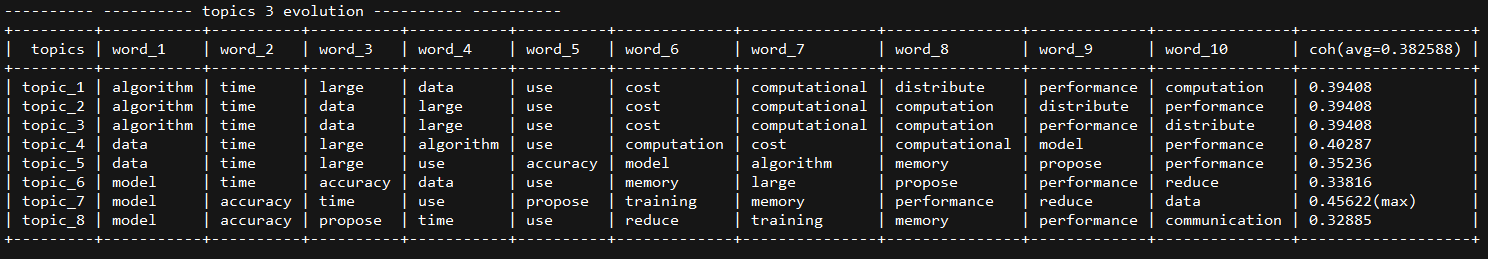 ---------- ---------- topics 3 evolution ---------- ----------
+---------+-----------+----------+----------+-----------+----------+-------------+---------------+---------------+-------------+---------------+-------------------+
|  topics | word_1    | word_2   | word_3   | word_4    | word_5   | word_6      | word_7        | word_8        | word_9      | word_10       | coh(avg=0.382588) |
+---------+-----------+----------+----------+-----------+----------+-------------+---------------+---------------+-------------+---------------+-------------------+
| topic_1 | algorithm | time     | large    | data      | use      | cost        | computational | distribute    | performance | computation   | 0.39408           |
| topic_2 | algorithm | time     | data     | large     | use      | cost        | computational | computation   | distribute  | performance   | 0.39408           |
| topic_3 | algorithm | time     | data     | large     | use      | cost        | computational | computation   | performance | distribute    | 0.39408           |
| topic_4 | data      | time     | large    | algorithm | use      | computation | cost          | computational | model       | performance   | 0.40287           |
| topic_5 | data      | time     | large    | use       | accuracy | model       | algorithm     | memory        | propose     | performance   | 0.35236           |
| topic_6 | model     | time     | accuracy | data      | use      | memory      | large         | propose       | performance | reduce        | 0.33816           |
| topic_7 | model     | accuracy | time     | use       | propose  | training    | memory        | performance   | reduce      | data          | 0.45622(max)      |
| topic_8 | model     | accuracy | propose  | time      | use      | reduce      | training      | memory        | performance | communication | 0.32885           |
+---------+-----------+----------+----------+-----------+----------+-------------+---------------+---------------+-------------+---------------+-------------------+